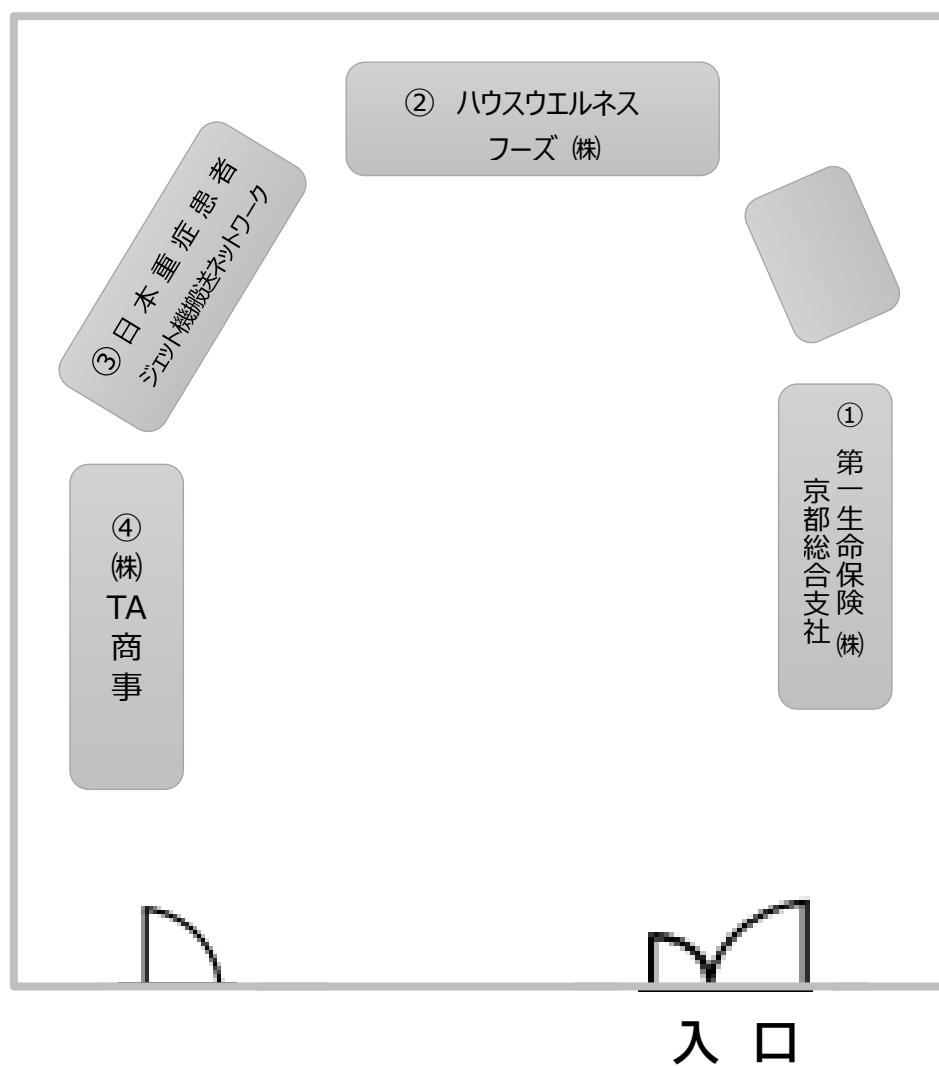 ② ハウスウエルネス
フーズ ㈱
③日本重症患者
ジェット機搬送ネットワーク
① 第一生命保険 ㈱
京都総合支社
④
㈱
TA
商
事
入 口